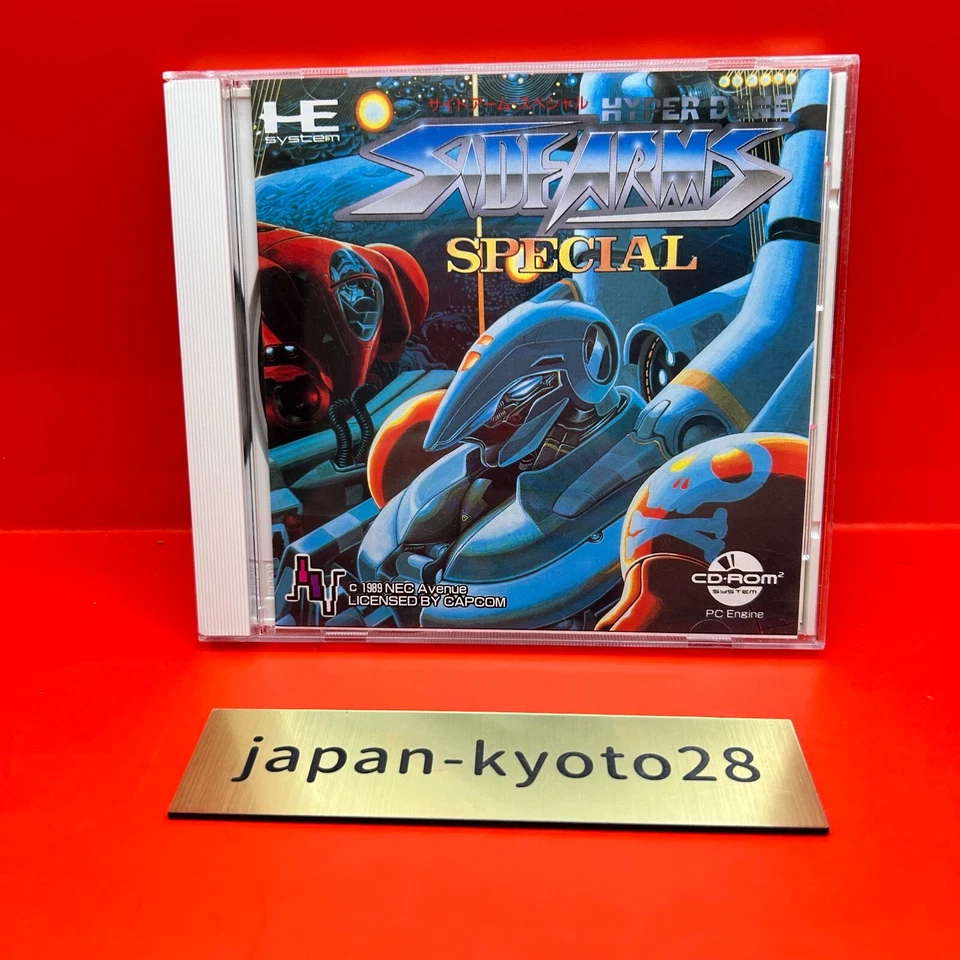 HE
system
サイドアーム・スペシャル
HYPER DYNE
SIDE ARMS
SPECIAL
c 1989 NEC Avenue
LICENSED BY CAPCOM
CD-ROM²
SYSTEM
PC Engine
japan-kyoto28